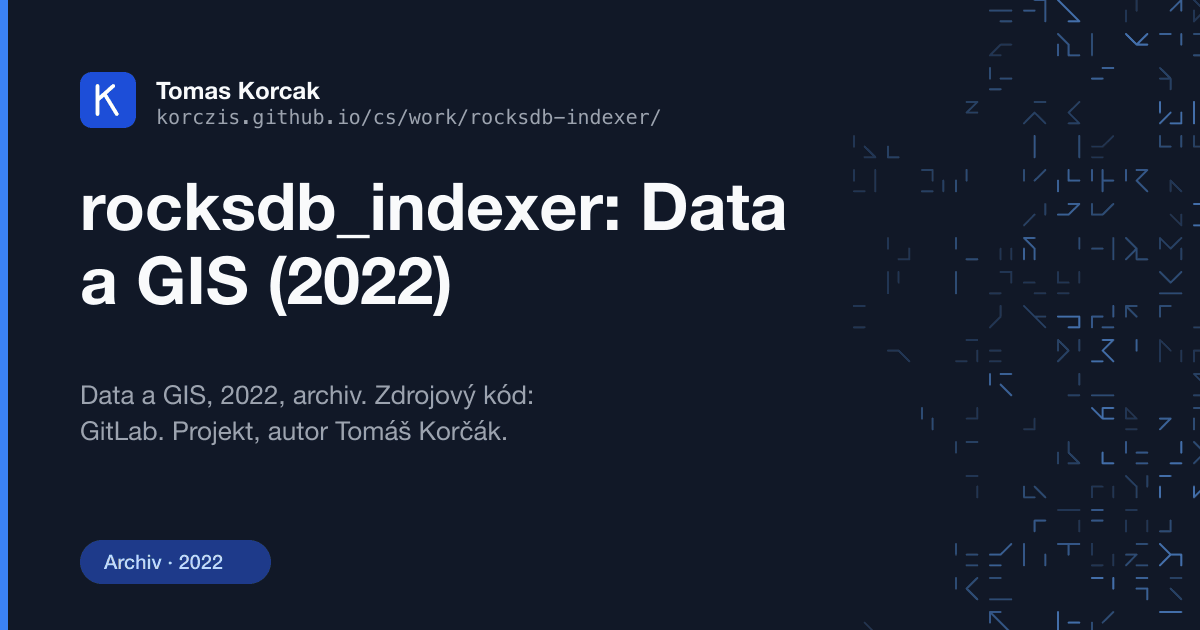 K
Tomas Korcak
korczis.github.io/cs/work/rocksdb-indexer/
rocksdb_indexer: Data
a GIS (2022)
Data a GIS, 2022, archiv. Zdrojový kód:
GitLab. Projekt, autor Tomáš Korčák.
Archiv · 2022